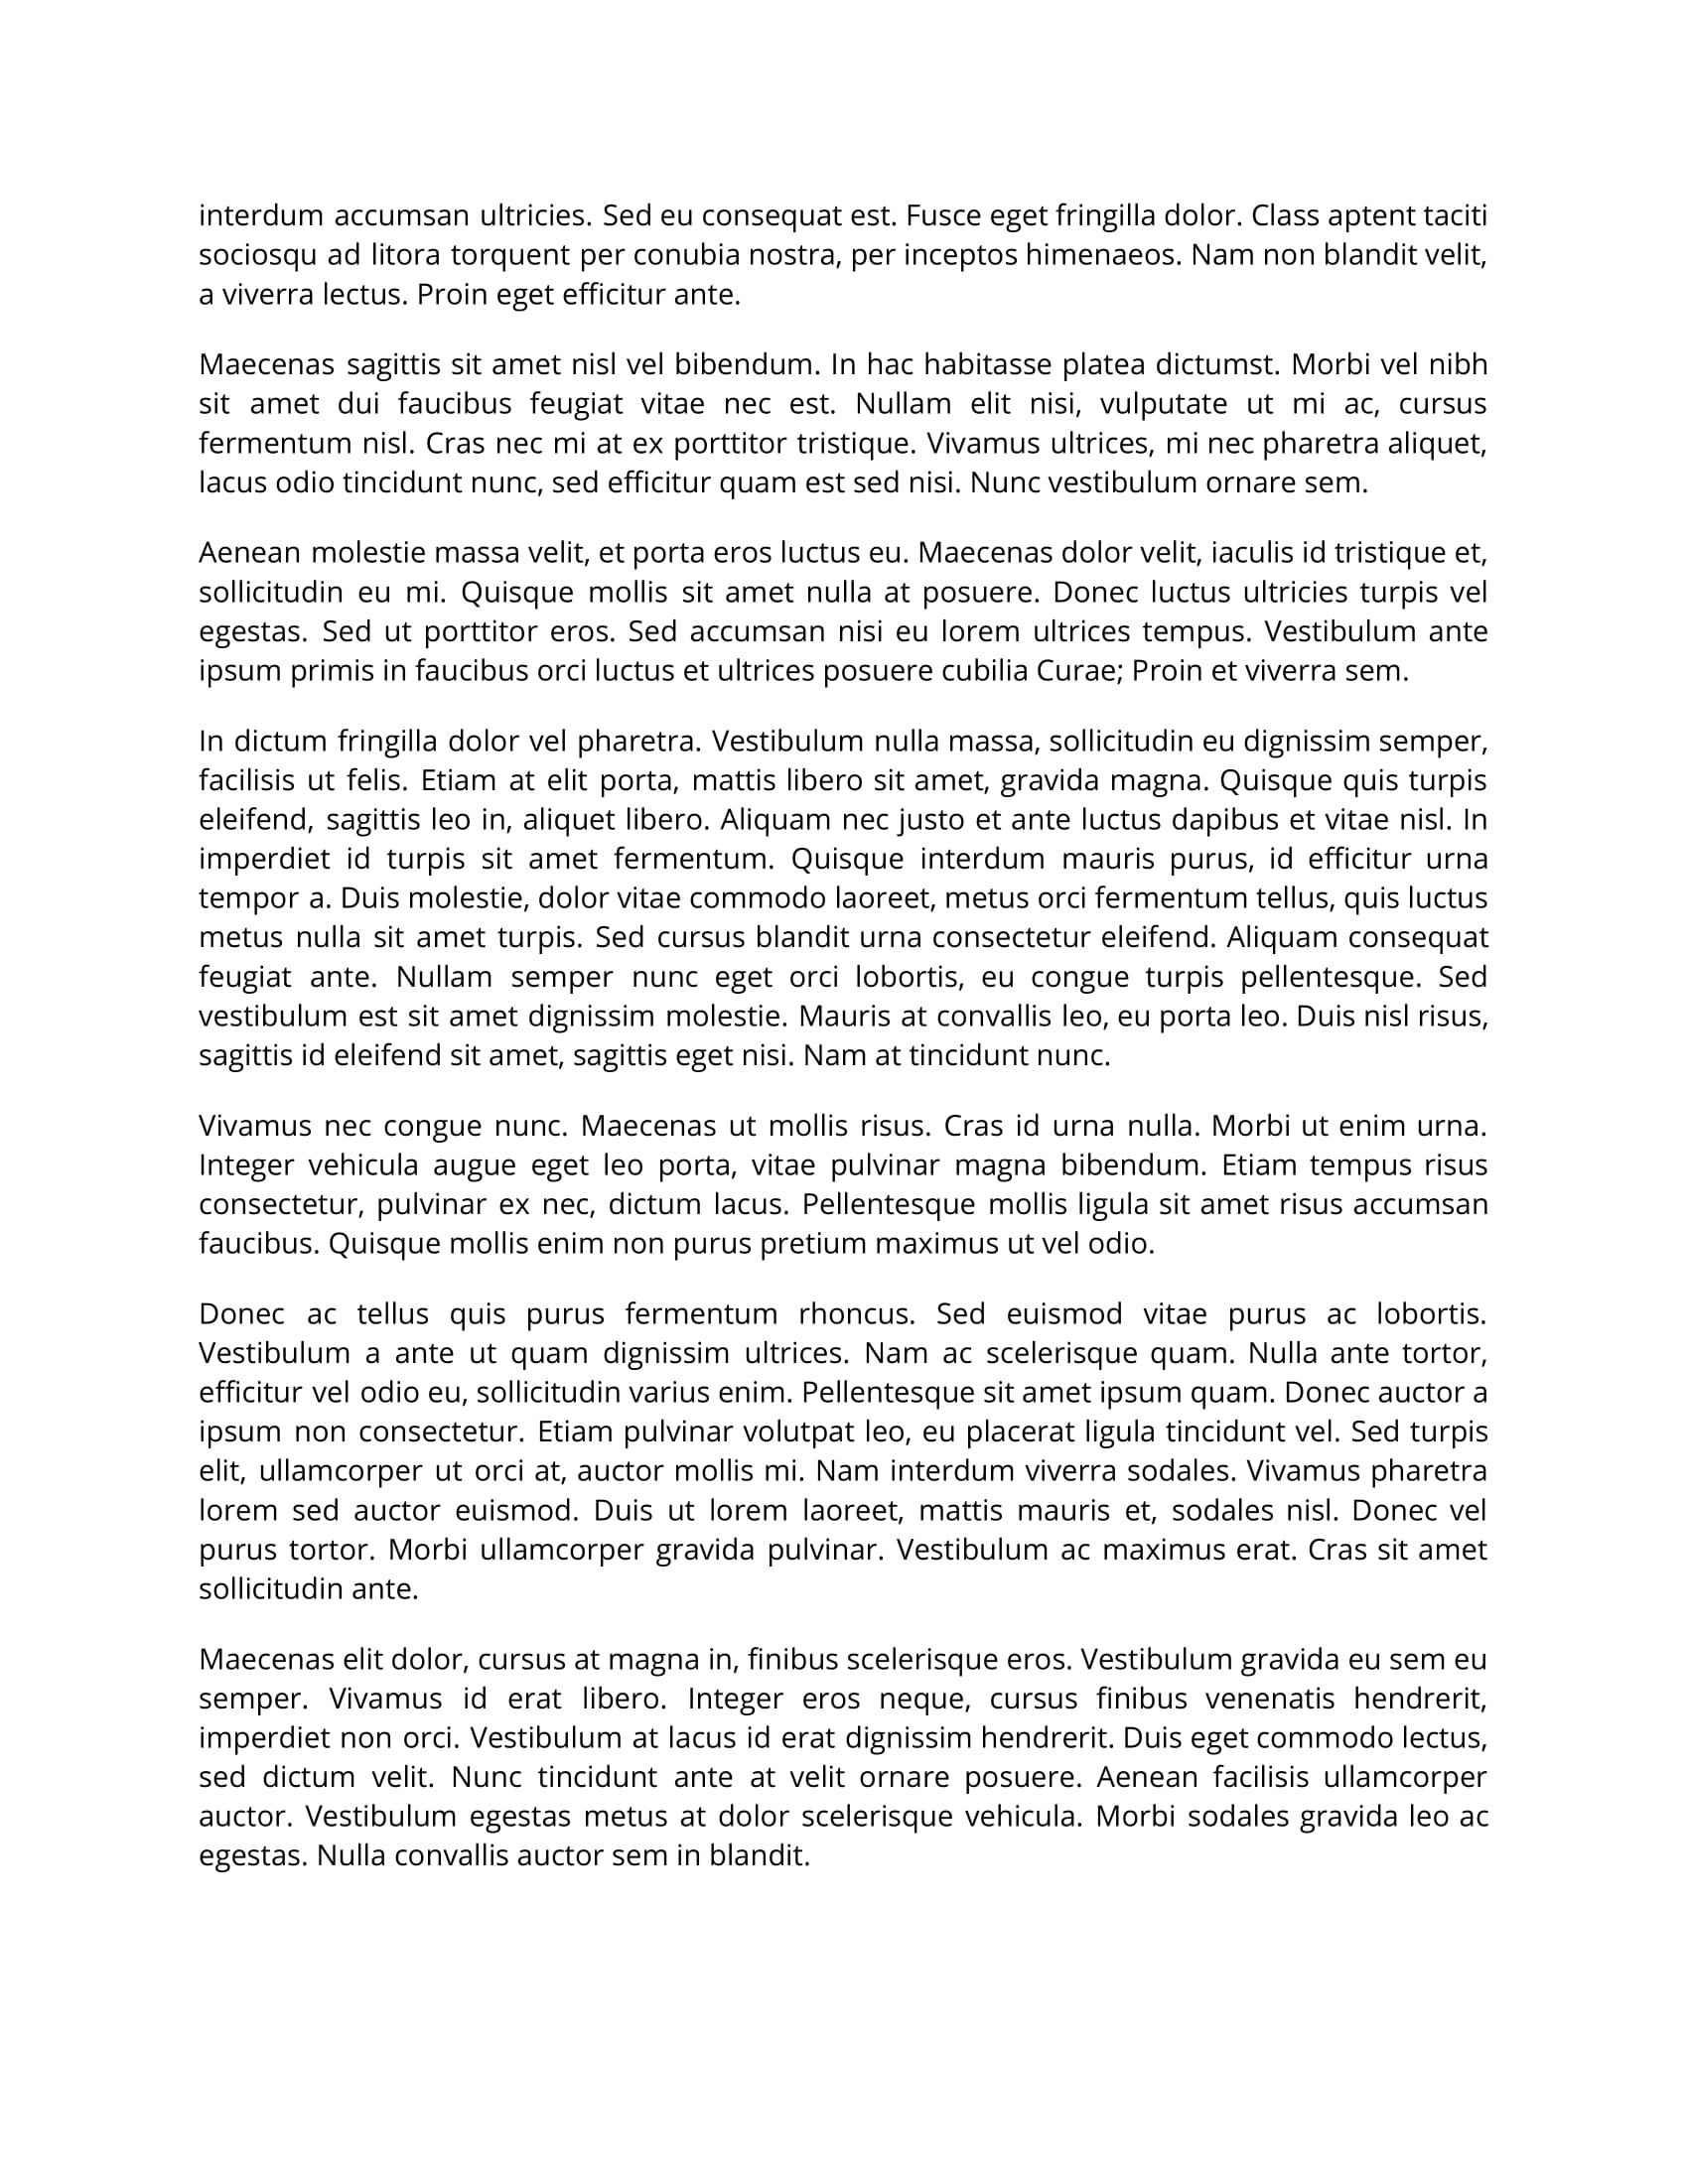 interdum accumsan ultricies. Sed eu consequat est. Fusce eget fringilla dolor. Class aptent taciti
sociosqu ad litora torquent per conubia nostra, per inceptos himenaeos. Nam non blandit velit,
a viverra lectus. Proin eget efficitur ante.
Maecenas sagittis sit amet nisl vel bibendum. In hac habitasse platea dictumst. Morbi vel nibh
sit amet dui faucibus feugiat vitae nec est. Nullam elit nisi, vulputate ut mi ac, cursus
fermentum nisl. Cras nec mi at ex porttitor tristique. Vivamus ultrices, mi nec pharetra aliquet,
lacus odio tincidunt nunc, sed efficitur quam est sed nisi. Nunc vestibulum ornare sem.
Aenean molestie massa velit, et porta eros luctus eu. Maecenas dolor velit, iaculis id tristique et,
sollicitudin eu mi. Quisque mollis sit amet nulla at posuere. Donec luctus ultricies turpis vel
egestas. Sed ut porttitor eros. Sed accumsan nisi eu lorem ultrices tempus. Vestibulum ante
ipsum primis in faucibus orci luctus et ultrices posuere cubilia Curae; Proin et viverra sem.
In dictum fringilla dolor vel pharetra. Vestibulum nulla massa, sollicitudin eu dignissim semper,
facilisis ut felis. Etiam at elit porta, mattis libero sit amet, gravida magna. Quisque quis turpis
eleifend, sagittis leo in, aliquet libero. Aliquam nec justo et ante luctus dapibus et vitae nisl. In
imperdiet id turpis sit amet fermentum. Quisque interdum mauris purus, id efficitur urna
tempor a. Duis molestie, dolor vitae commodo laoreet, metus orci fermentum tellus, quis luctus
metus nulla sit amet turpis. Sed cursus blandit urna consectetur eleifend. Aliquam consequat
feugiat ante. Nullam semper nunc eget orci lobortis, eu congue turpis pellentesque. Sed
vestibulum est sit amet dignissim molestie. Mauris at convallis leo, eu porta leo. Duis nisl risus,
sagittis id eleifend sit amet, sagittis eget nisi. Nam at tincidunt nunc.
Vivamus nec congue nunc. Maecenas ut mollis risus. Cras id urna nulla. Morbi ut enim urna.
Integer vehicula augue eget leo porta, vitae pulvinar magna bibendum. Etiam tempus risus
consectetur, pulvinar ex nec, dictum lacus. Pellentesque mollis ligula sit amet risus accumsan
faucibus. Quisque mollis enim non purus pretium maximus ut vel odio.
Donec ac tellus quis purus fermentum rhoncus. Sed euismod vitae purus ac lobortis.
Vestibulum a ante ut quam dignissim ultrices. Nam ac scelerisque quam. Nulla ante tortor,
efficitur vel odio eu, sollicitudin varius enim. Pellentesque sit amet ipsum quam. Donec auctor a
ipsum non consectetur. Etiam pulvinar volutpat leo, eu placerat ligula tincidunt vel. Sed turpis
elit, ullamcorper ut orci at, auctor mollis mi. Nam interdum viverra sodales. Vivamus pharetra
lorem sed auctor euismod. Duis ut lorem laoreet, mattis mauris et, sodales nisl. Donec vel
purus tortor. Morbi ullamcorper gravida pulvinar. Vestibulum ac maximus erat. Cras sit amet
sollicitudin ante.
Maecenas elit dolor, cursus at magna in, finibus scelerisque eros. Vestibulum gravida eu sem eu
semper. Vivamus id erat libero. Integer eros neque, cursus finibus venenatis hendrerit,
imperdiet non orci. Vestibulum at lacus id erat dignissim hendrerit. Duis eget commodo lectus,
sed dictum velit. Nunc tincidunt ante at velit ornare posuere. Aenean facilisis ullamcorper
auctor. Vestibulum egestas metus at dolor scelerisque vehicula. Morbi sodales gravida leo ac
egestas. Nulla convallis auctor sem in blandit.